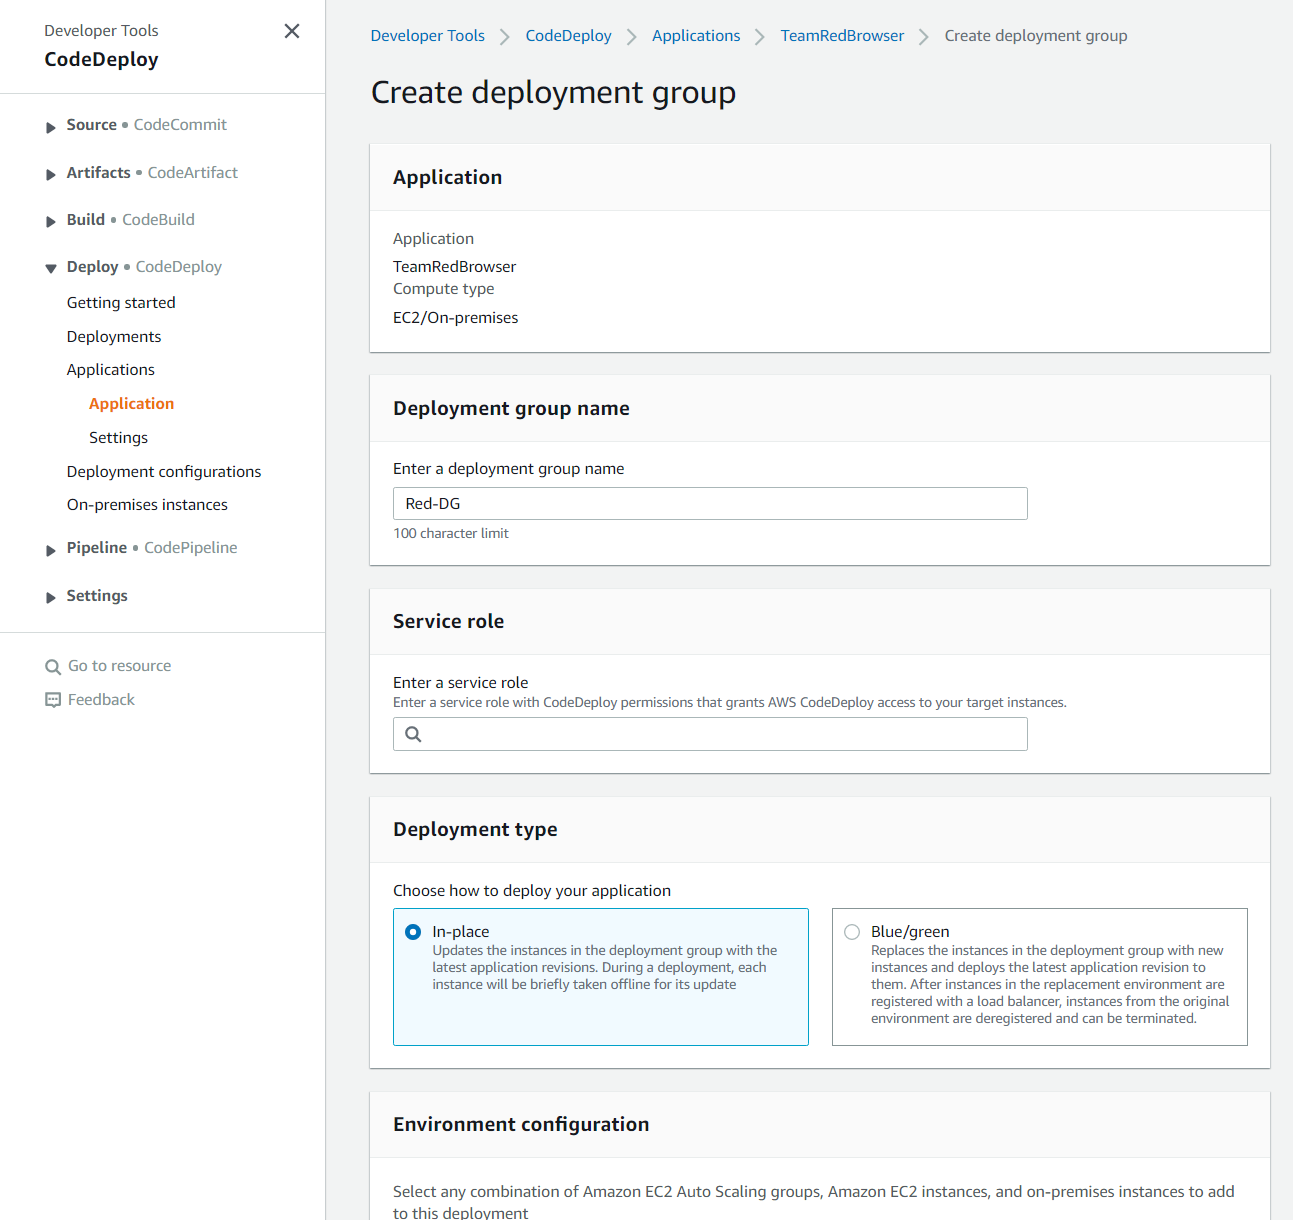 Developer Tools
CodeDeploy
Source • CodeCommit
Artifacts • CodeArtifact
Build • CodeBuild
Deploy • CodeDeploy
Getting started
Deployments
Applications
Application
Settings
Deployment configurations
On-premises instances
Pipeline • CodePipeline
Settings
Go to resource
Feedback
Developer Tools > CodeDeploy > Applications > TeamRedBrowser > Create deployment group
Create deployment group
Application
Application
TeamRedBrowser
Compute type
EC2/On-premises
Deployment group name
Enter a deployment group name
Red-DG
100 character limit
Service role
Enter a service role
Enter a service role with CodeDeploy permissions that grants AWS CodeDeploy access to your target instances.
Deployment type
Choose how to deploy your application
In-place
Updates the instances in the deployment group with the
latest application revisions. During a deployment, each
instance will be briefly taken offline for its update
Blue/green
Replaces the instances in the deployment group with new
instances and deploys the latest application revision to
them. After instances in the replacement environment are
registered with a load balancer, instances from the original
environment are deregistered and can be terminated.
Environment configuration
Select any combination of Amazon EC2 Auto Scaling groups, Amazon EC2 instances, and on-premises instances to add
to this deployment